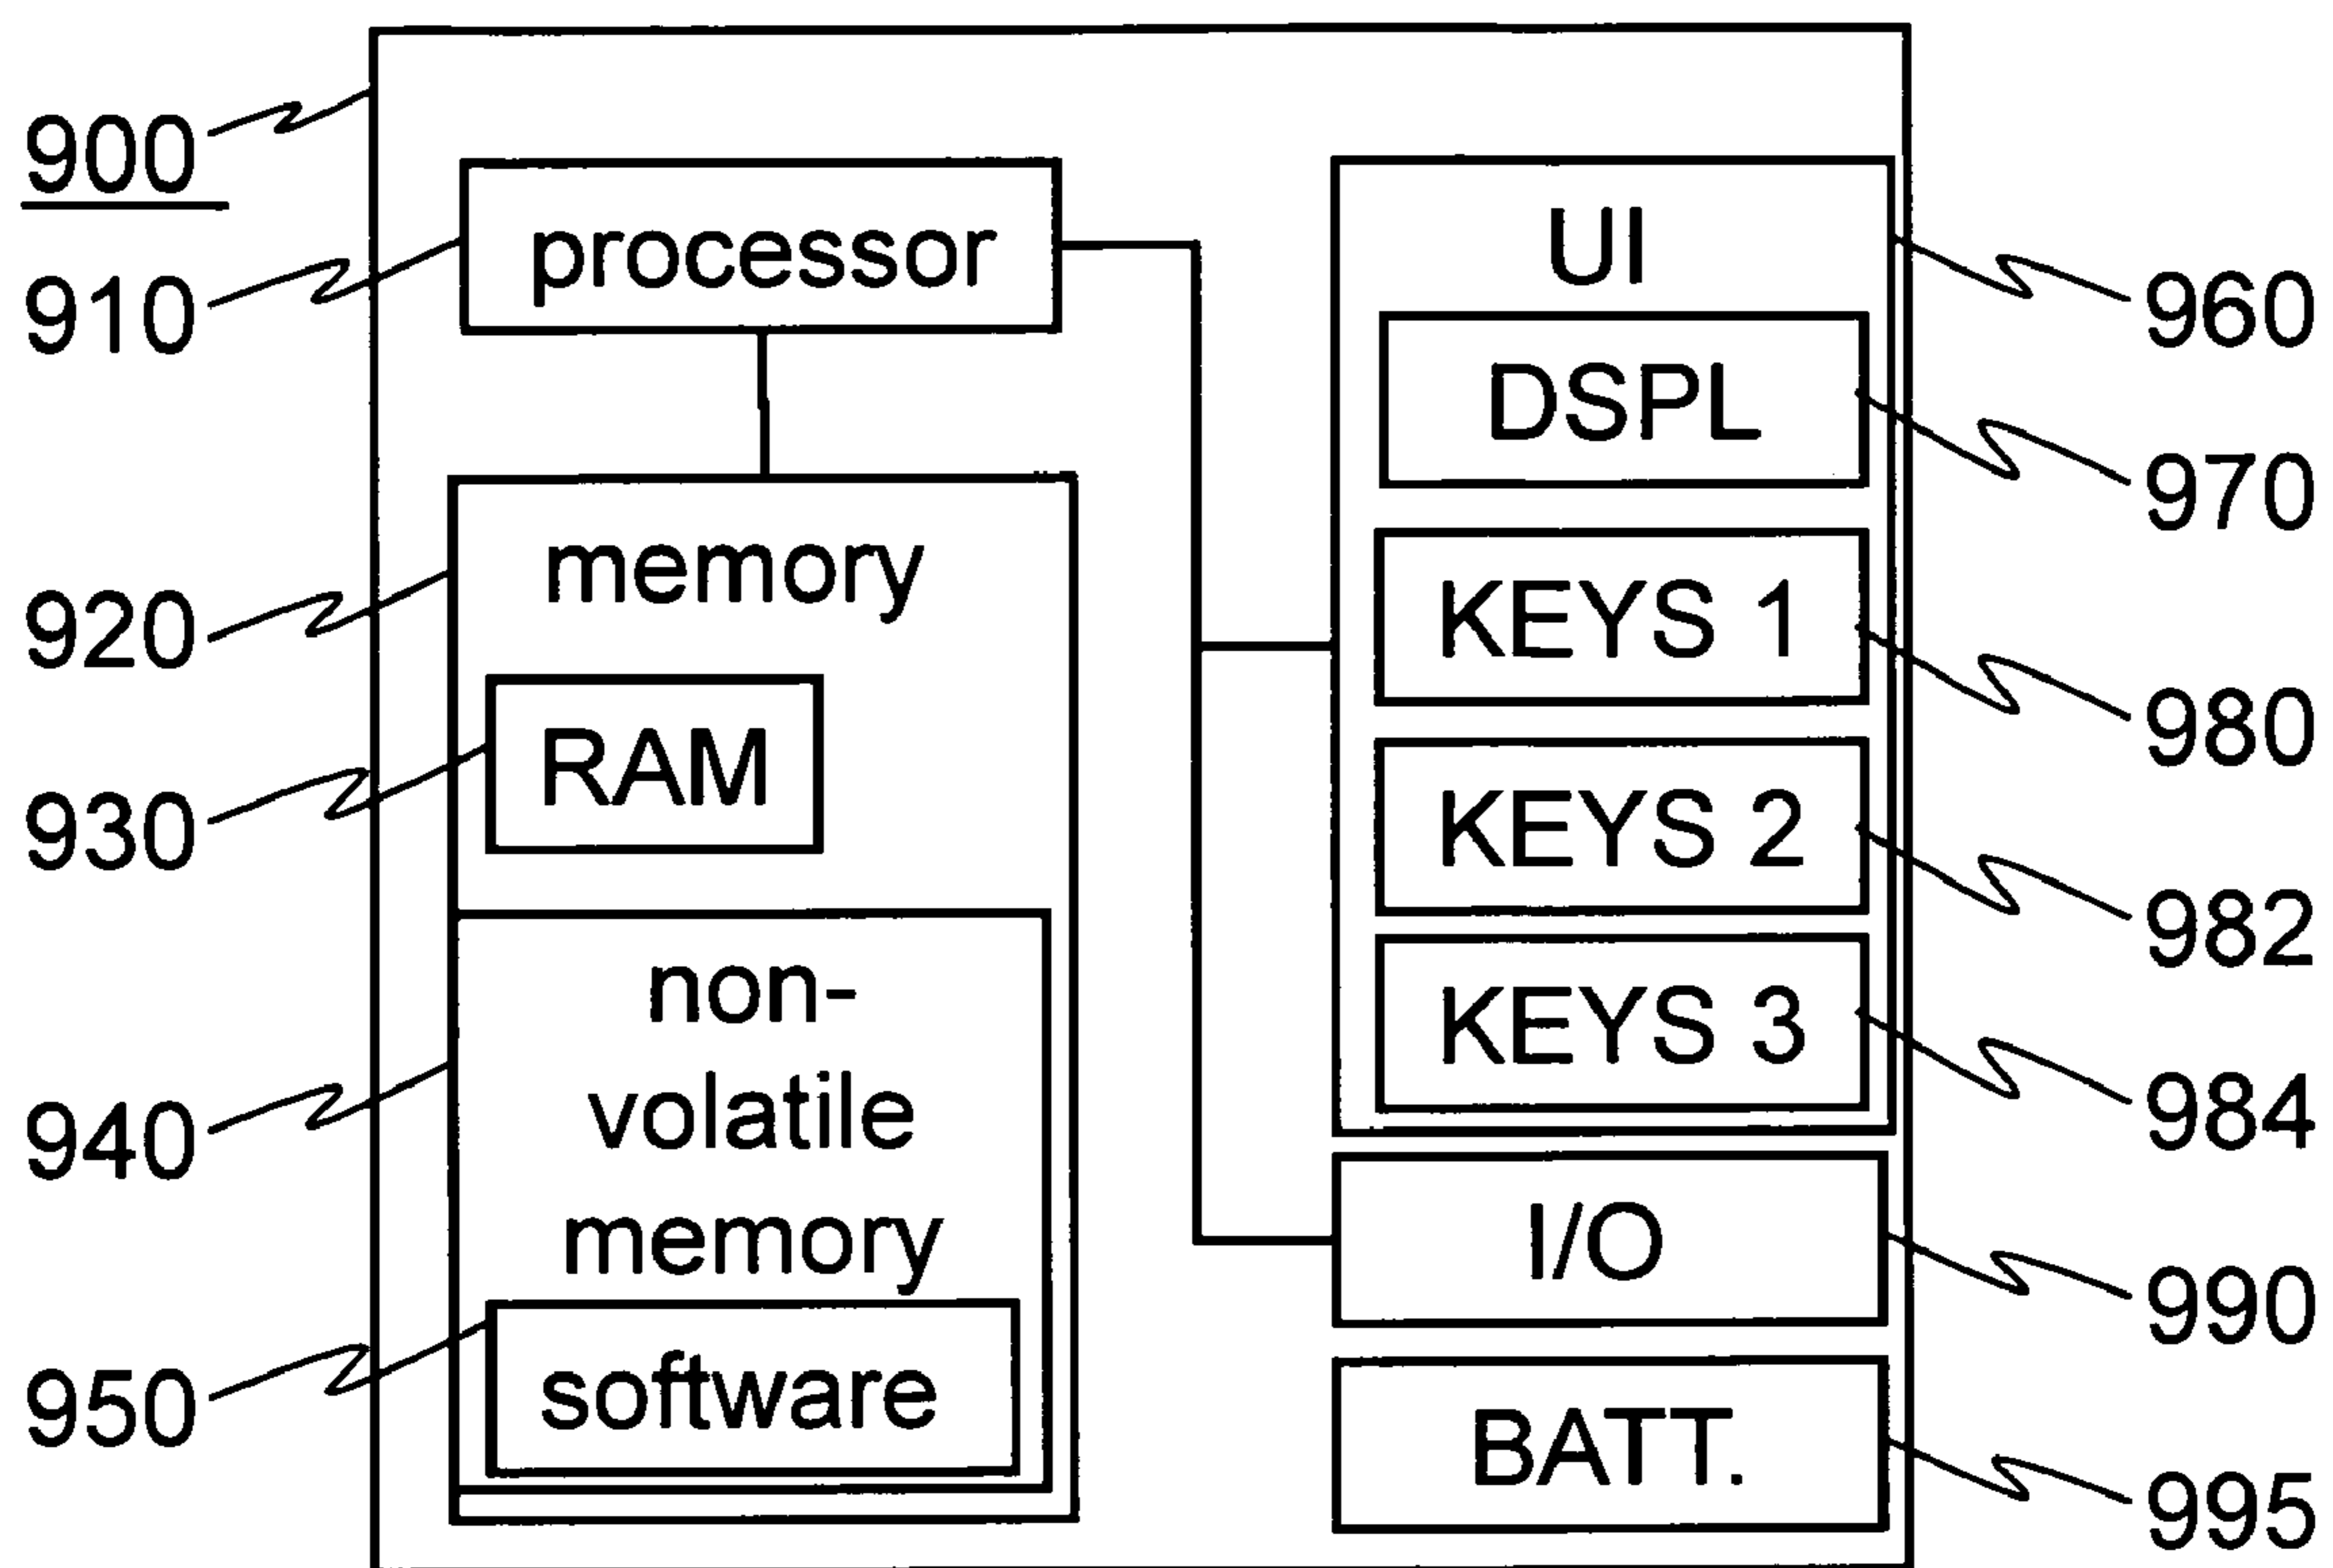 900
910
processor
920
memory
930
RAM
940
non-
volatile
memory
950
software
UI
960
DSPL
970
KEYS 1
980
KEYS 2
982
KEYS 3
984
I/O
990
BATT.
995